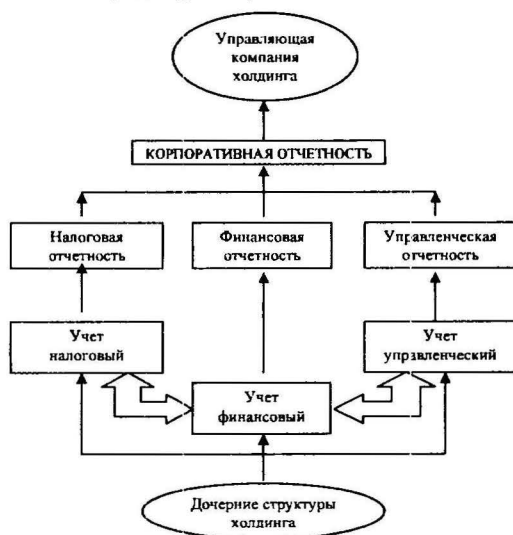 Управляющая
компания
холдинга
КОРПОРАТИВНАЯ ОТЧЕТНОСТЬ
Налоговая
отчетность
Финансовая
отчетность
Управленческая
отчетность
Учет
налоговый
Учет
управленческий
Учет
финансовый
Дочерние структуры
холдинга